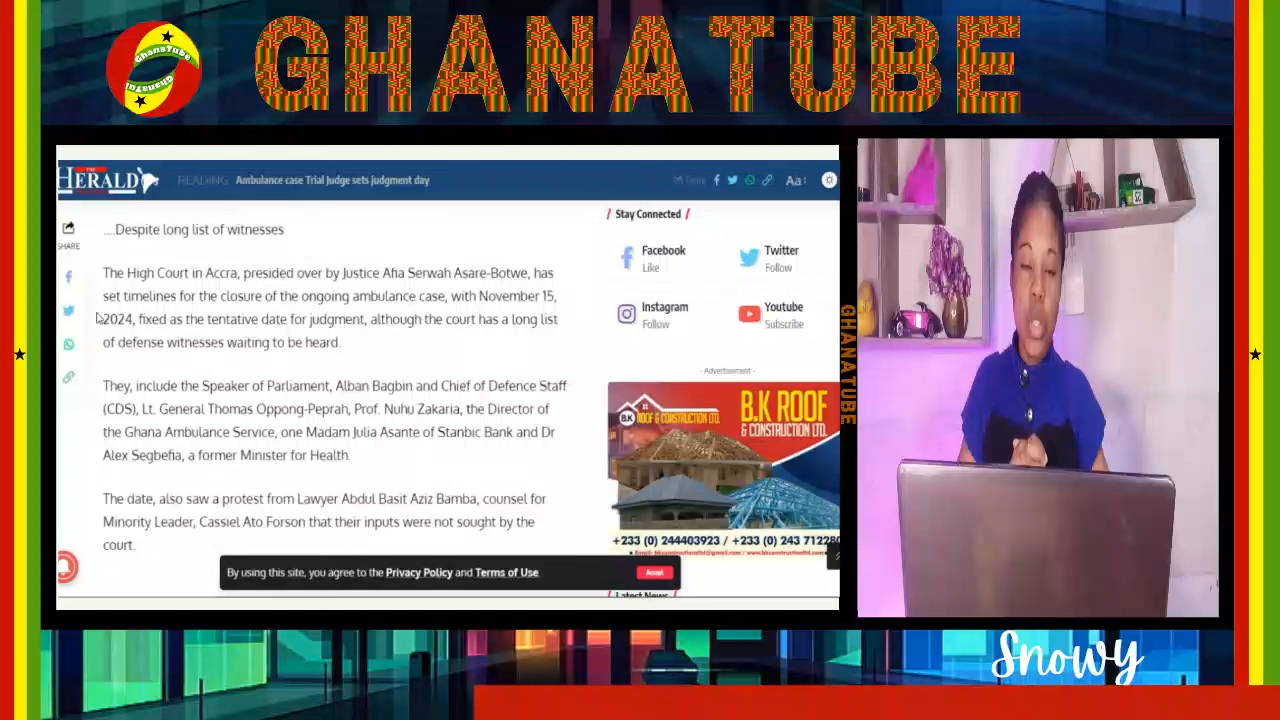 GHANATUBE
GhanaTube
GhanaTube
THE
HERALD
READING
Ambulance case Trial Judge sets judgment day
Share
Aa
SHARE
....Despite long list of witnesses
The High Court in Accra, presided over by Justice Afia Serwah Asare-Botwe, has
set timelines for the closure of the ongoing ambulance case, with November 15,
2024, fixed as the tentative date for judgment, although the court has a long list
of defense witnesses waiting to be heard.
They, include the Speaker of Parliament, Alban Bagbin and Chief of Defence Staff
(CDS), Lt. General Thomas Oppong-Peprah, Prof. Nuhu Zakaria, the Director of
the Ghana Ambulance Service, one Madam Julia Asante of Stanbic Bank and Dr
Alex Segbefia, a former Minister for Health.
The date, also saw a protest from Lawyer Abdul Basit Aziz Bamba, counsel for
Minority Leader, Cassiel Ato Forson that their inputs were not sought by the
court.
By using this site, you agree to the Privacy Policy and Terms of Use.
Accept
/ Stay Connected /
Facebook
Like
Twitter
Follow
Instagram
Follow
Youtube
Subscribe
- Advertisement -
B.K
ROOF & CONSTRUCTION LTD.
B.K ROOF
& CONSTRUCTION LTD.
+233 (0) 244403923 / +233 (0) 243 712280
/ Latest News /
GHANATUBE
Snowy